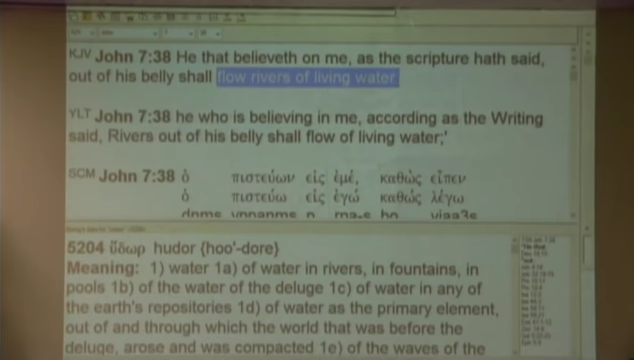 KJV John 7:38 He that believeth on me, as the scripture hath said,
out of his belly shall flow rivers of living water
YLT John 7:38 he who is believing in me, according as the Writing
said, Rivers out of his belly shall flow of living water;'
SCM John 7:38 ὁ πιστεύων εἰς ἐμέ, καθὼς εἶπεν
ὁ πιστεύω εἰς ἐγώ καθώς λέγω
5204 ὕδωρ hudor {hoo'-dore}
Meaning: 1) water 1a) of water in rivers, in fountains, in
pools 1b) of the water of the deluge 1c) of water in any of
the earth's repositories 1d) of water as the primary element,
out of and through which the world that was before the
deluge, arose and was compacted 1e) of the waves of the